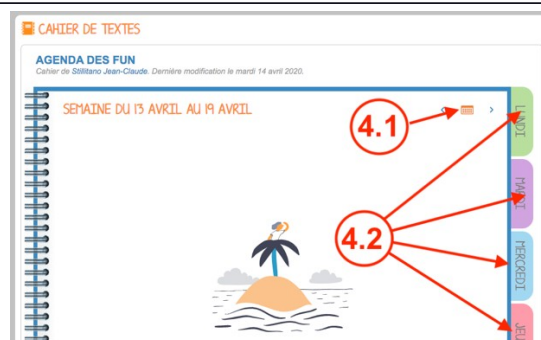 CAHIER DE TEXTES
AGENDA DES FUN
Cahier de Stillitano Jean-Claude. Dernière modification le mardi 14 avril 2020.
SEMAINE DU 13 AVRIL AU 19 AVRIL
4.1
LUNDI
MARDI
4.2
MERCREDI
JEU